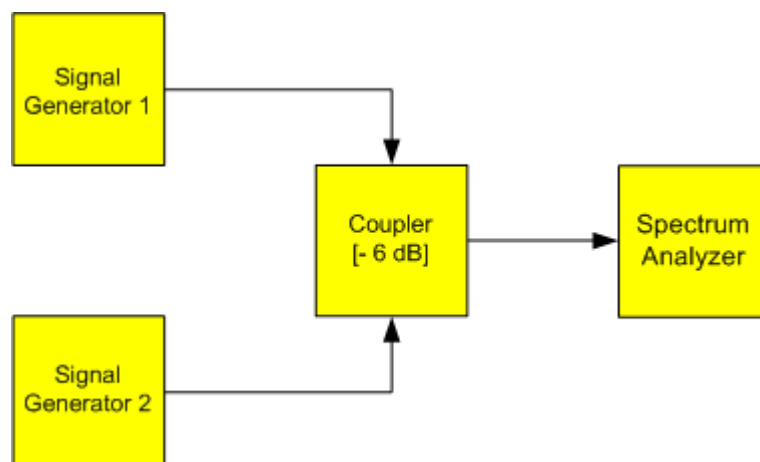 Signal
Generator 1
Coupler
[- 6 dB]
Spectrum
Analyzer
Signal
Generator 2